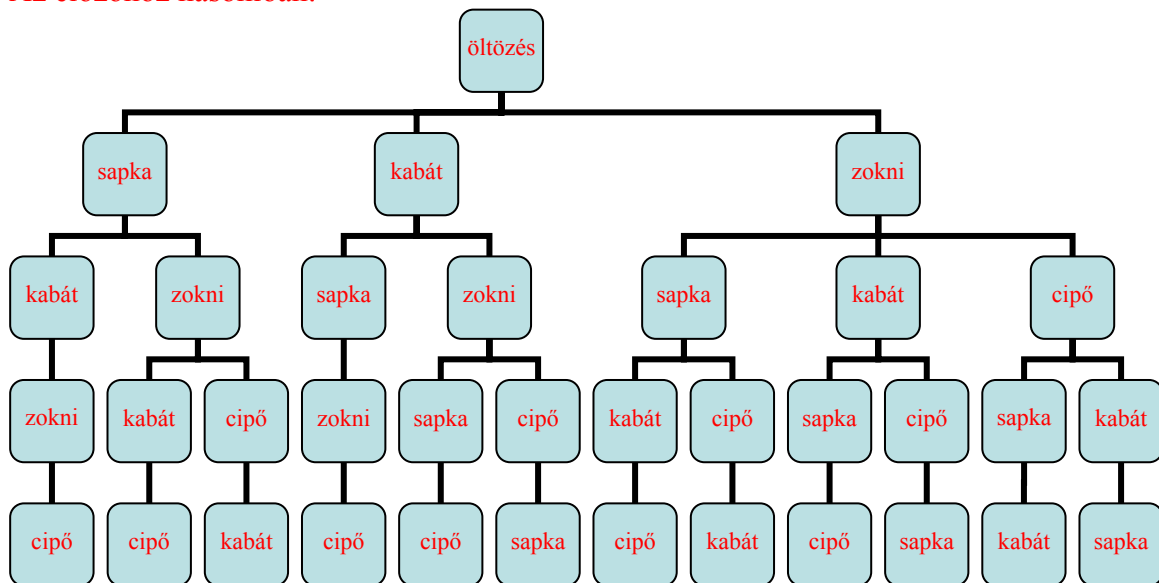 öltözés
sapka kabát zokni
kabát zokni sapka zokni sapka kabát cipő
zokni kabát cipő zokni sapka cipő kabát cipő sapka cipő sapka kabát
cipő cipő kabát cipő cipő sapka cipő kabát cipő sapka kabát sapka